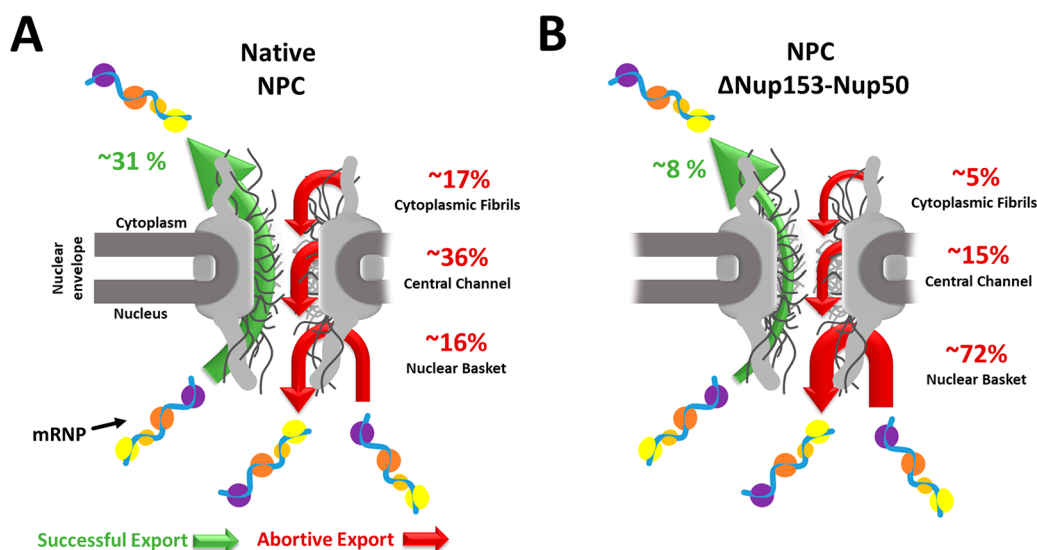 A
Native
NPC
~31 %
~17%
Cytoplasmic Fibrils
Cytoplasm
Nuclear
envelope
~36%
Central Channel
Nucleus
~16%
Nuclear Basket
mRNP
Successful Export
Abortive Export
B
NPC
ΔNup153-Nup50
~8 %
~5%
Cytoplasmic Fibrils
~15%
Central Channel
~72%
Nuclear Basket